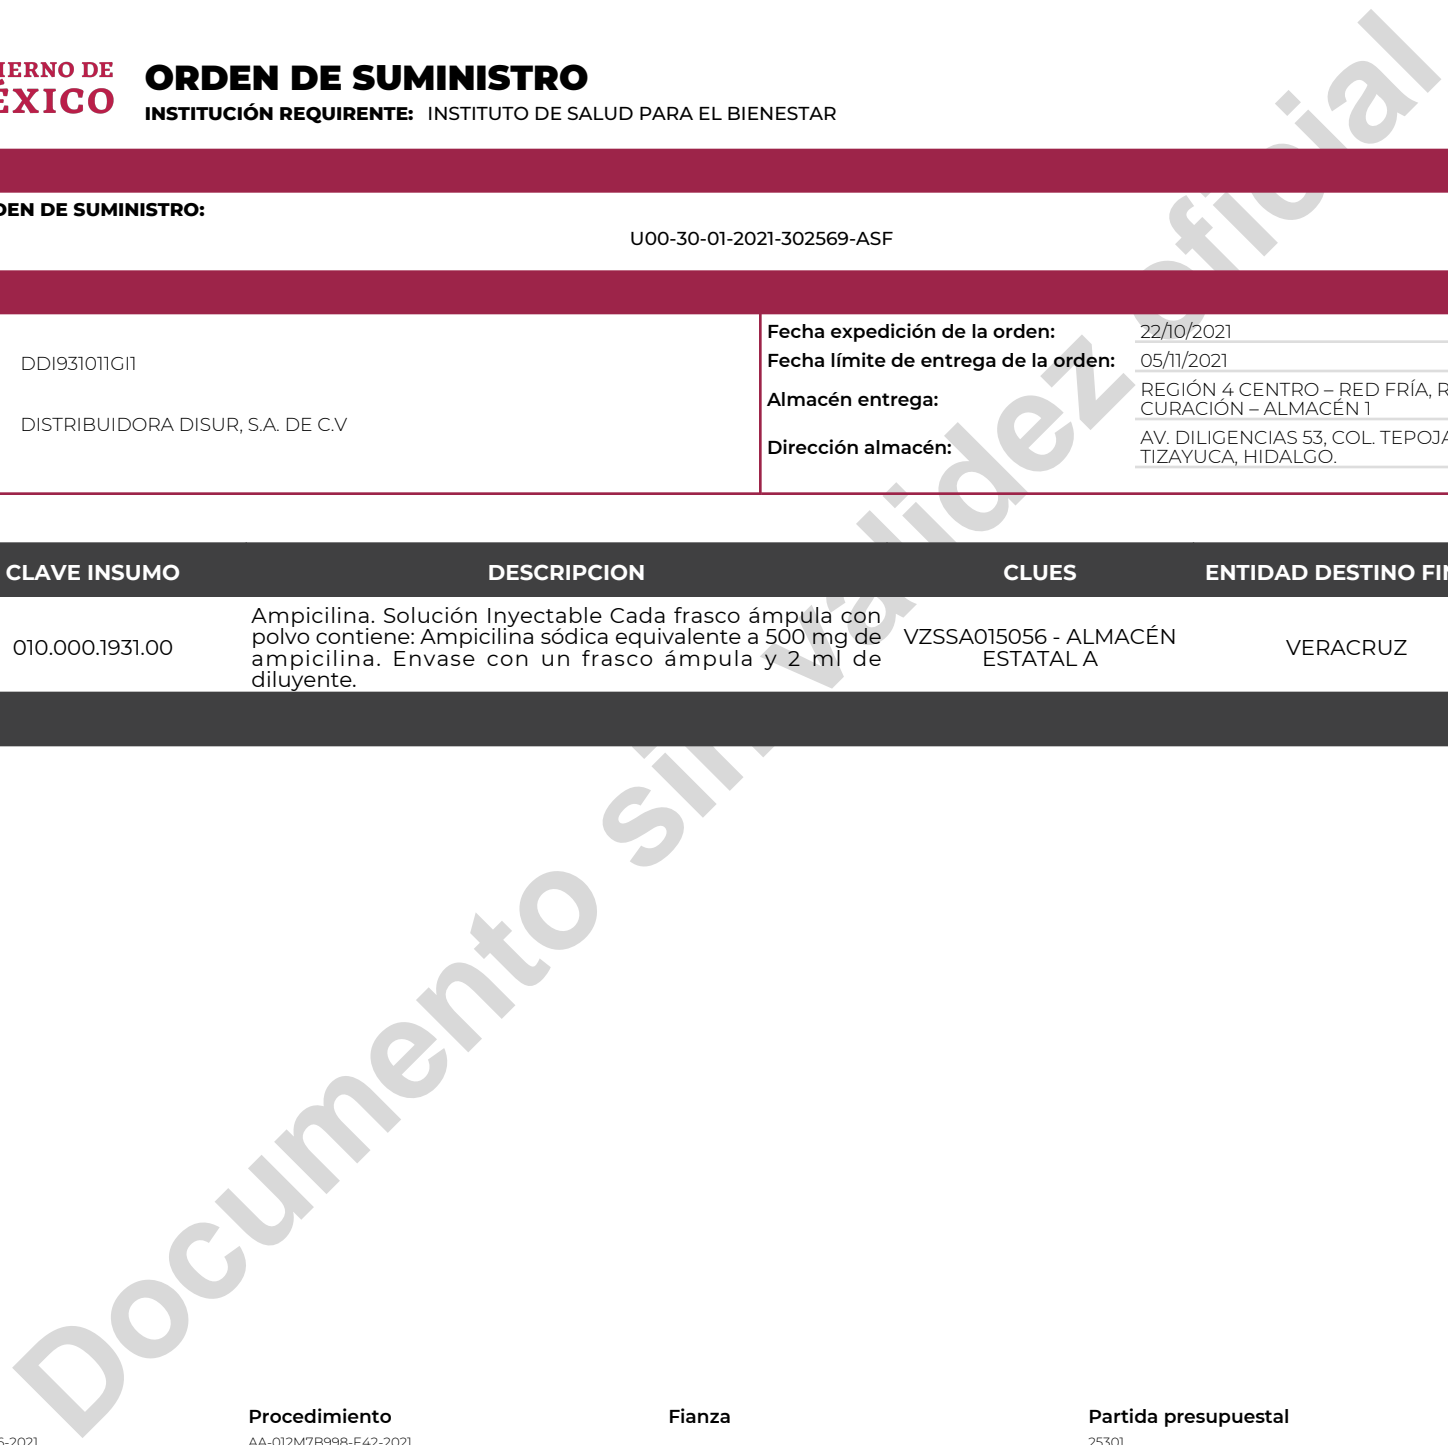 ORDEN DE SUMINISTRO
INSTITUCIÓN REQUIRENTE: INSTITUTO DE SALUD PARA EL BIENESTAR
DE
DE SUMINISTRO:
U00-30-01-2021-302569-ASF
DDI931011GI1
DISTRIBUIDORA DISUR, S.A. DE C.V
Fecha expedición de la orden: 22/10/2021
Fecha límite de entrega de la orden: 05/11/2021
Almacén entrega: REGIÓN 4 CENTRO – RED FRÍA,
CURACIÓN – ALMACÉN 1
Dirección almacén: AV. DILIGENCIAS 53, COL.
TIZAYUCA, HIDALGO.
CLAVE INSUMO DESCRIPCION CLUES ENTIDAD DESTINO
010.000.1931.00
Ampicilina. Solución Inyectable Cada frasco ámpula con
polvo contiene: Ampicilina sódica equivalente a 500 mg de
ampicilina. Envase con un frasco ámpula y 2 ml de
diluyente.
VZSSA015056 - ALMACÉN
ESTATAL A
VERACRUZ
Documento sin validez oficial
Procedimiento Fianza Partida presupuestal
AA-012M7B998-E42-2021 25301